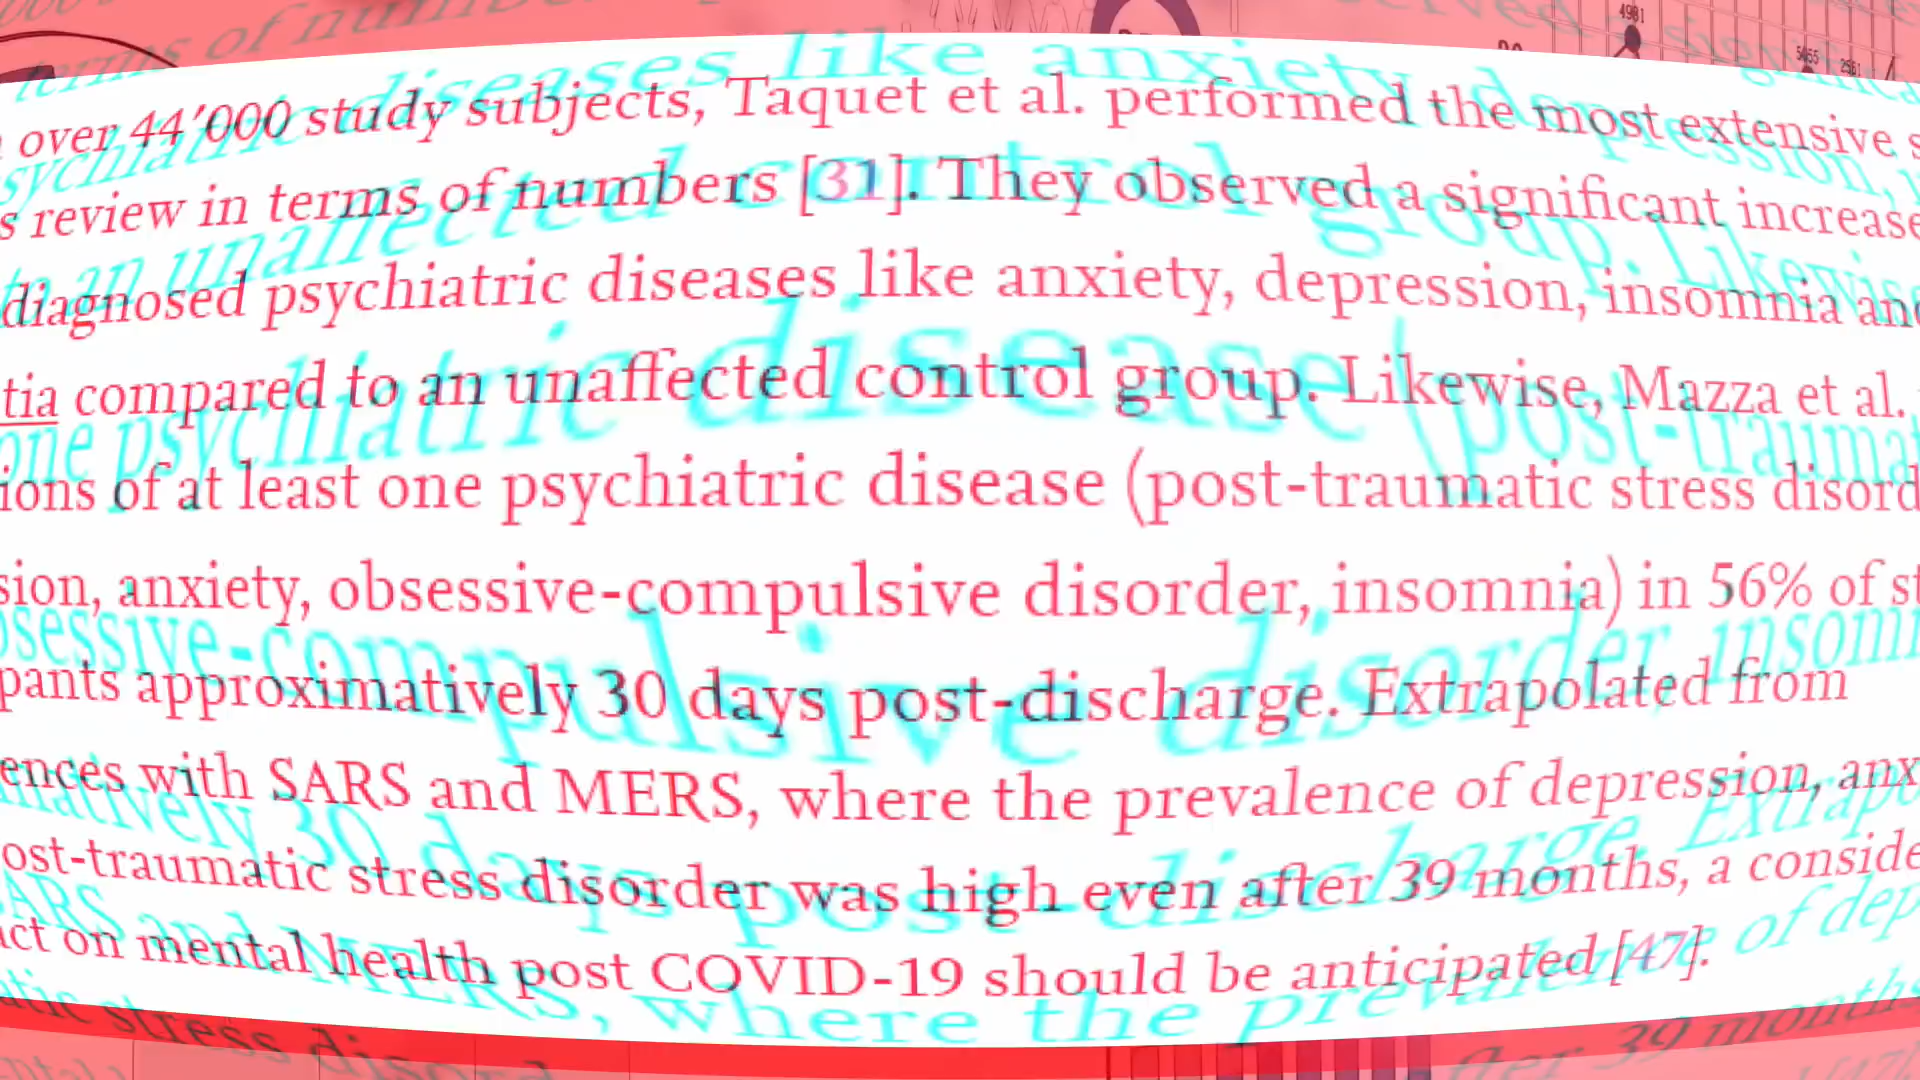 over 44'000 study subjects, Taquet et al. performed the most extensive
review in terms of numbers [31]. They observed a significant increase
diagnosed psychiatric diseases like anxiety, depression, insomnia and
tia compared to an unaffected control group. Likewise, Mazza et al.
ions of at least one psychiatric disease (post-traumatic stress disord
sion, anxiety, obsessive-compulsive disorder, insomnia) in 56% of st
pants approximatively 30 days post-discharge. Extrapolated from
ences with SARS and MERS, where the prevalence of depression, anx
ost-traumatic stress disorder was high even after 39 months, a conside
act on mental health post COVID-19 should be anticipated [47].